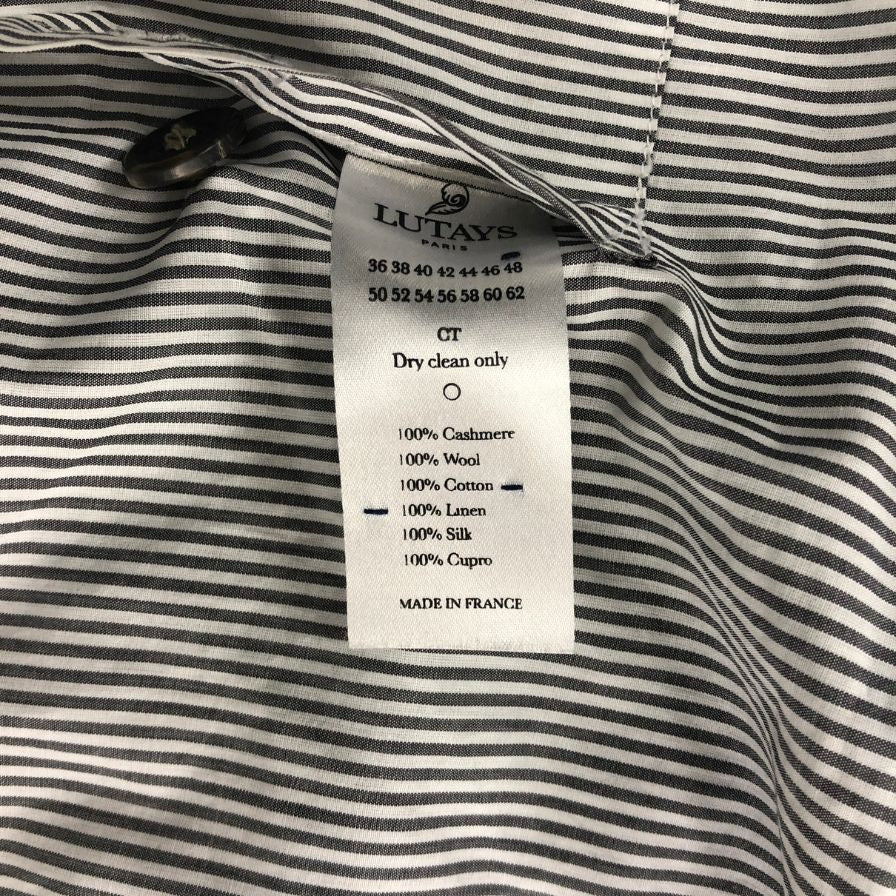 LUTAYS
PARIS
36 38 40 42 44 46 48
50 52 54 56 58 60 62
CT
Dry clean only
100% Cashmere
100% Wool
100% Cotton
100% Linen
100% Silk
100% Cupro
MADE IN FRANCE